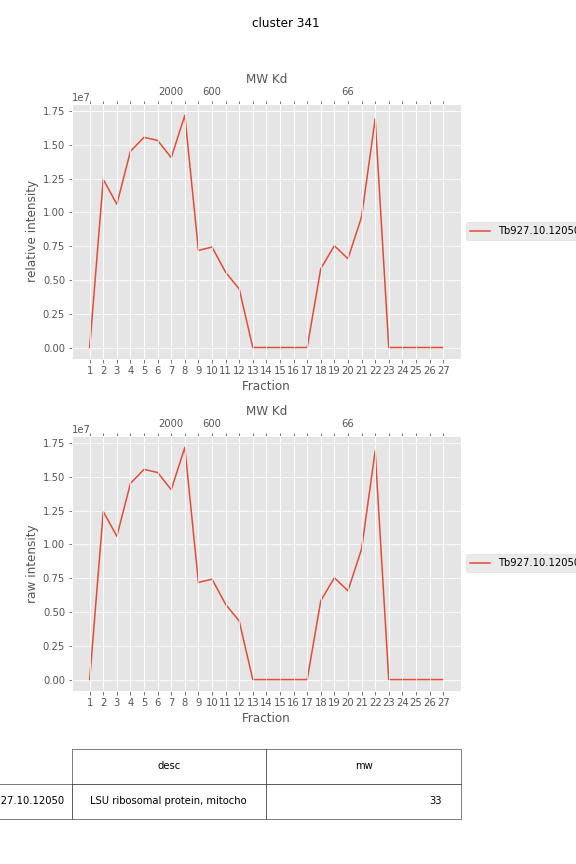 cluster 341
MW Kd
2000 600 66
1e7
1.75
1.50
1.25
1.00
0.75
0.50
0.25
0.00
relative intensity
Tb927.10.12050
1 2 3 4 5 6 7 8 9 10 11 12 13 14 15 16 17 18 19 20 21 22 23 24 25 26 27
Fraction
MW Kd
2000 600 66
1e7
1.75
1.50
1.25
1.00
0.75
0.50
0.25
0.00
raw intensity
Tb927.10.12050
1 2 3 4 5 6 7 8 9 10 11 12 13 14 15 16 17 18 19 20 21 22 23 24 25 26 27
Fraction
desc mw
27.10.12050 LSU ribosomal protein, mitocho 33